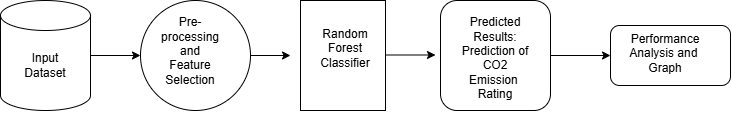 Input
Dataset
Pre-
processing
and
Feature
Selection
Random
Forest
Classifier
Predicted
Results:
Prediction of
CO2
Emission
Rating
Performance
Analysis and
Graph